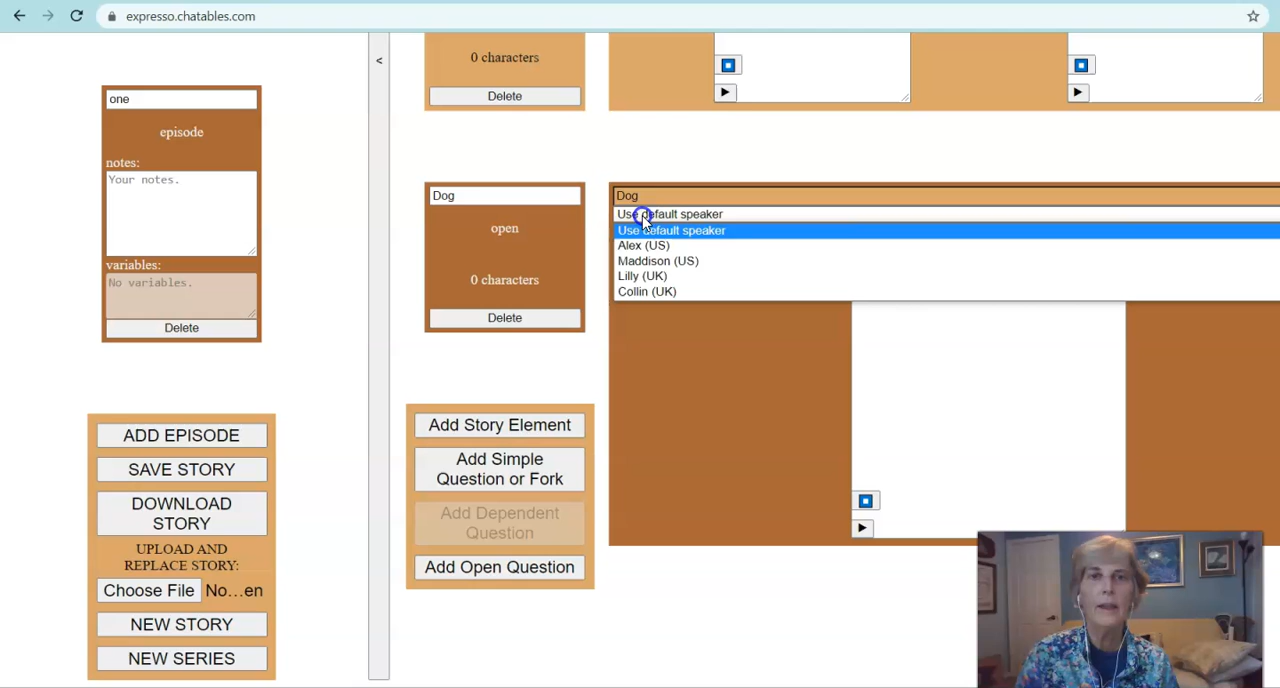 expresso.chatables.com
<
one
episode
notes:
Your notes.
variables:
No variables.
Delete
ADD EPISODE
SAVE STORY
DOWNLOAD
STORY
UPLOAD AND
REPLACE STORY:
Choose File No...en
NEW STORY
NEW SERIES
0 characters
Delete
Dog
open
0 characters
Delete
Add Story Element
Add Simple
Question or Fork
Add Dependent
Question
Add Open Question
Dog
Use default speaker
Use default speaker
Alex (US)
Maddison (US)
Lilly (UK)
Collin (UK)